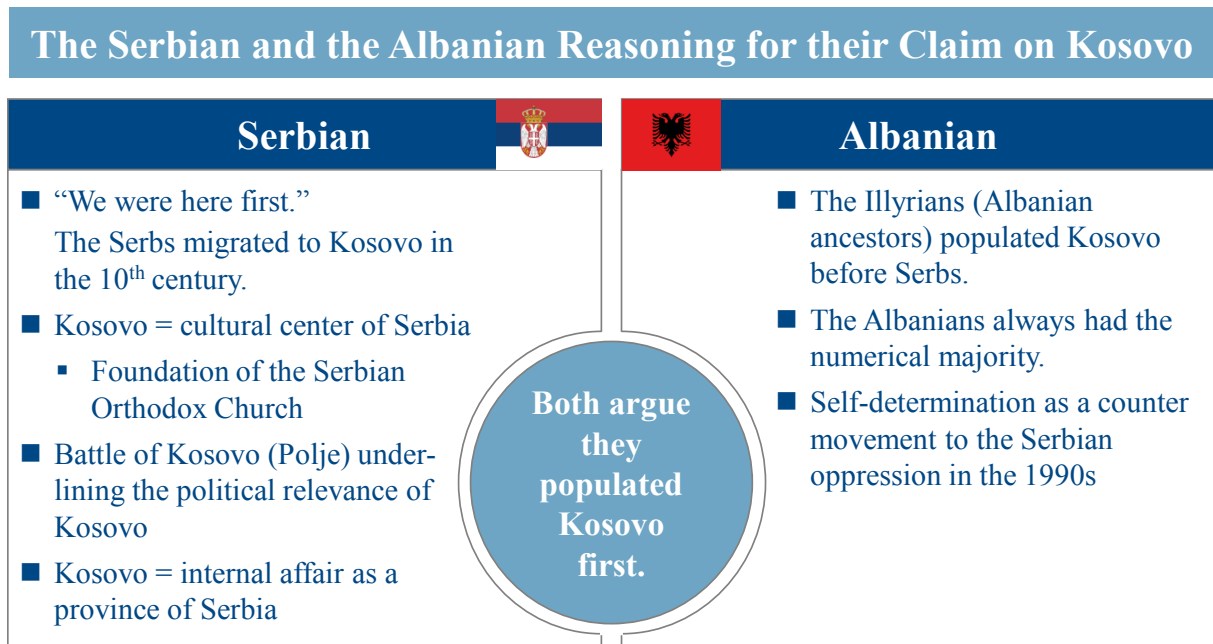 The Serbian and the Albanian Reasoning for their Claim on Kosovo
Serbian
■ “We were here first.”
The Serbs migrated to Kosovo in
the 10th century.
■ Kosovo = cultural center of Serbia
▪ Foundation of the Serbian
Orthodox Church
■ Battle of Kosovo (Polje) under-
lining the political relevance of
Kosovo
■ Kosovo = internal affair as a
province of Serbia
Both argue
they
populated
Kosovo
first.
Albanian
■ The Illyrians (Albanian
ancestors) populated Kosovo
before Serbs.
■ The Albanians always had the
numerical majority.
■ Self-determination as a counter
movement to the Serbian
oppression in the 1990s